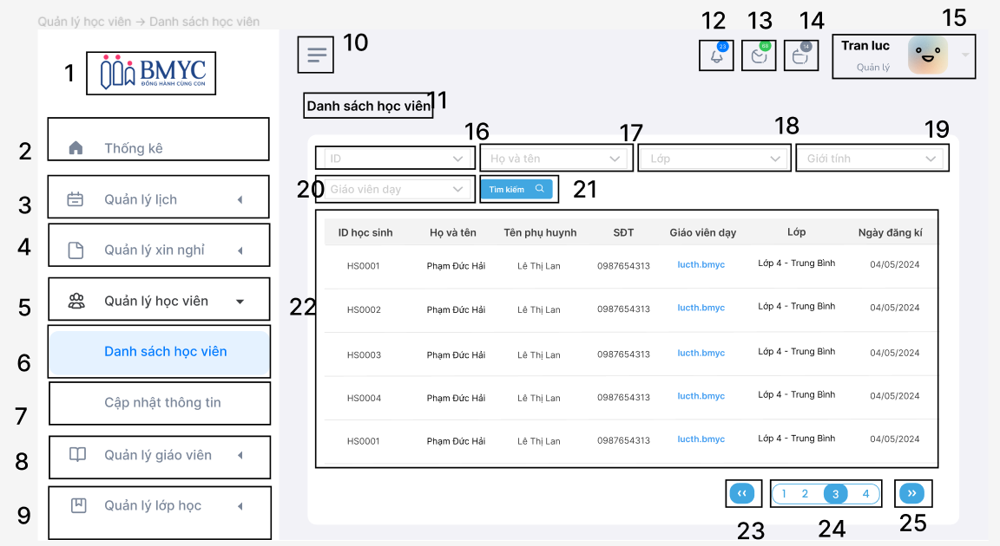 Quản lý học viên → Danh sách học viên
1
BMYC
ĐỒNG HÀNH CÙNG CON
10
12
23
13
68
14
14
15
Tran luc
Quản lý
11
Danh sách học viên
2
Thống kê
3
Quản lý lịch
4
Quản lý xin nghỉ
5
Quản lý học viên
6
Danh sách học viên
7
Cập nhật thông tin
8
Quản lý giáo viên
9
Quản lý lớp học
16
17
18
19
ID
Họ và tên
Lớp
Giới tính
20
Giáo viên dạy
Tìm kiếm
21
22
ID học sinh Họ và tên Tên phụ huynh SĐT Giáo viên dạy Lớp Ngày đăng kí
HS0001 Phạm Đức Hải Lê Thị Lan 0987654313 lucth.bmyc Lớp 4 - Trung Bình 04/05/2024
HS0002 Phạm Đức Hải Lê Thị Lan 0987654313 lucth.bmyc Lớp 4 - Trung Bình 04/05/2024
HS0003 Phạm Đức Hải Lê Thị Lan 0987654313 lucth.bmyc Lớp 4 - Trung Bình 04/05/2024
HS0004 Phạm Đức Hải Lê Thị Lan 0987654313 lucth.bmyc Lớp 4 - Trung Bình 04/05/2024
HS0001 Phạm Đức Hải Lê Thị Lan 0987654313 lucth.bmyc Lớp 4 - Trung Bình 04/05/2024
‹‹ 1 2 3 4 ››
23
24
25